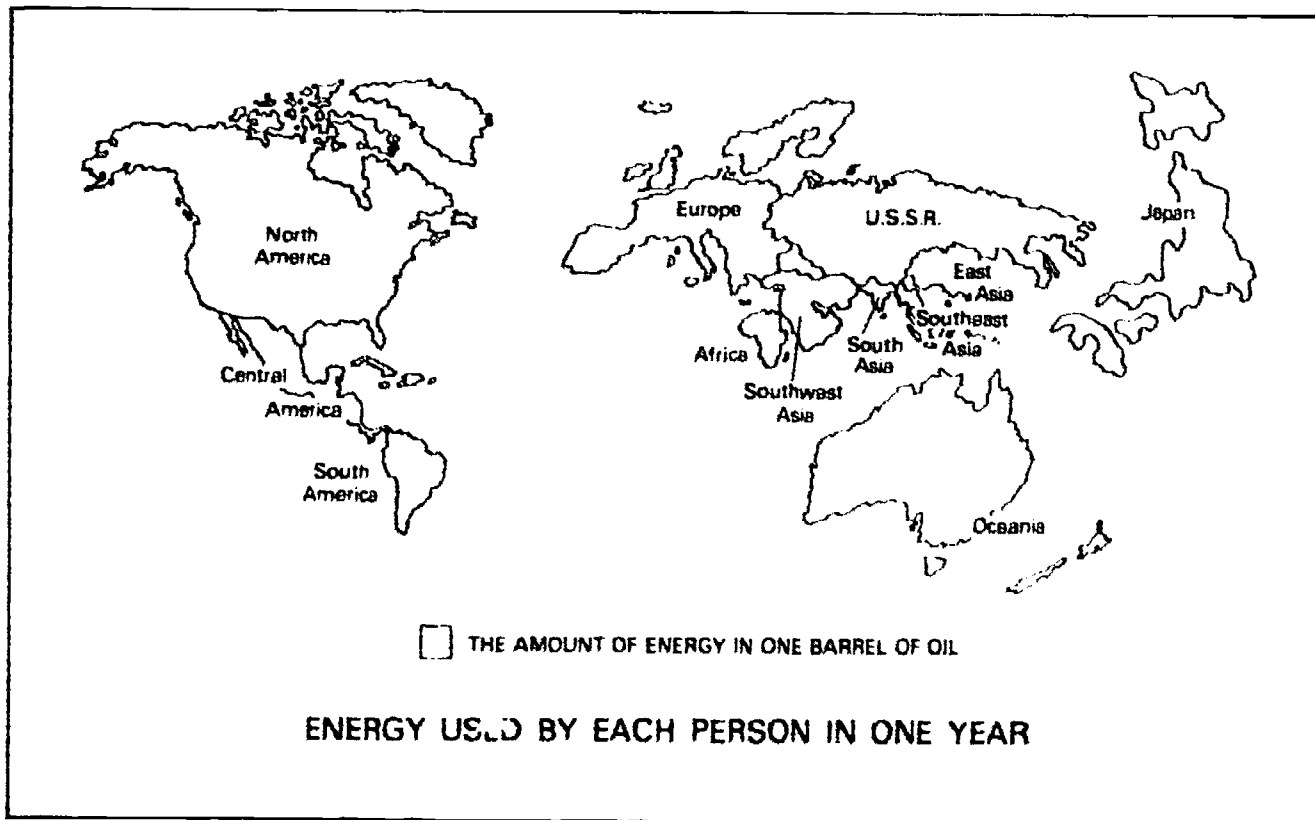 North
America
Central
America
South
America
Europe
U.S.S.R.
Japan
East
Asia
Southeast
Asia
South
Asia
Africa
Southwest
Asia
Oceania
THE AMOUNT OF ENERGY IN ONE BARREL OF OIL
ENERGY USED BY EACH PERSON IN ONE YEAR